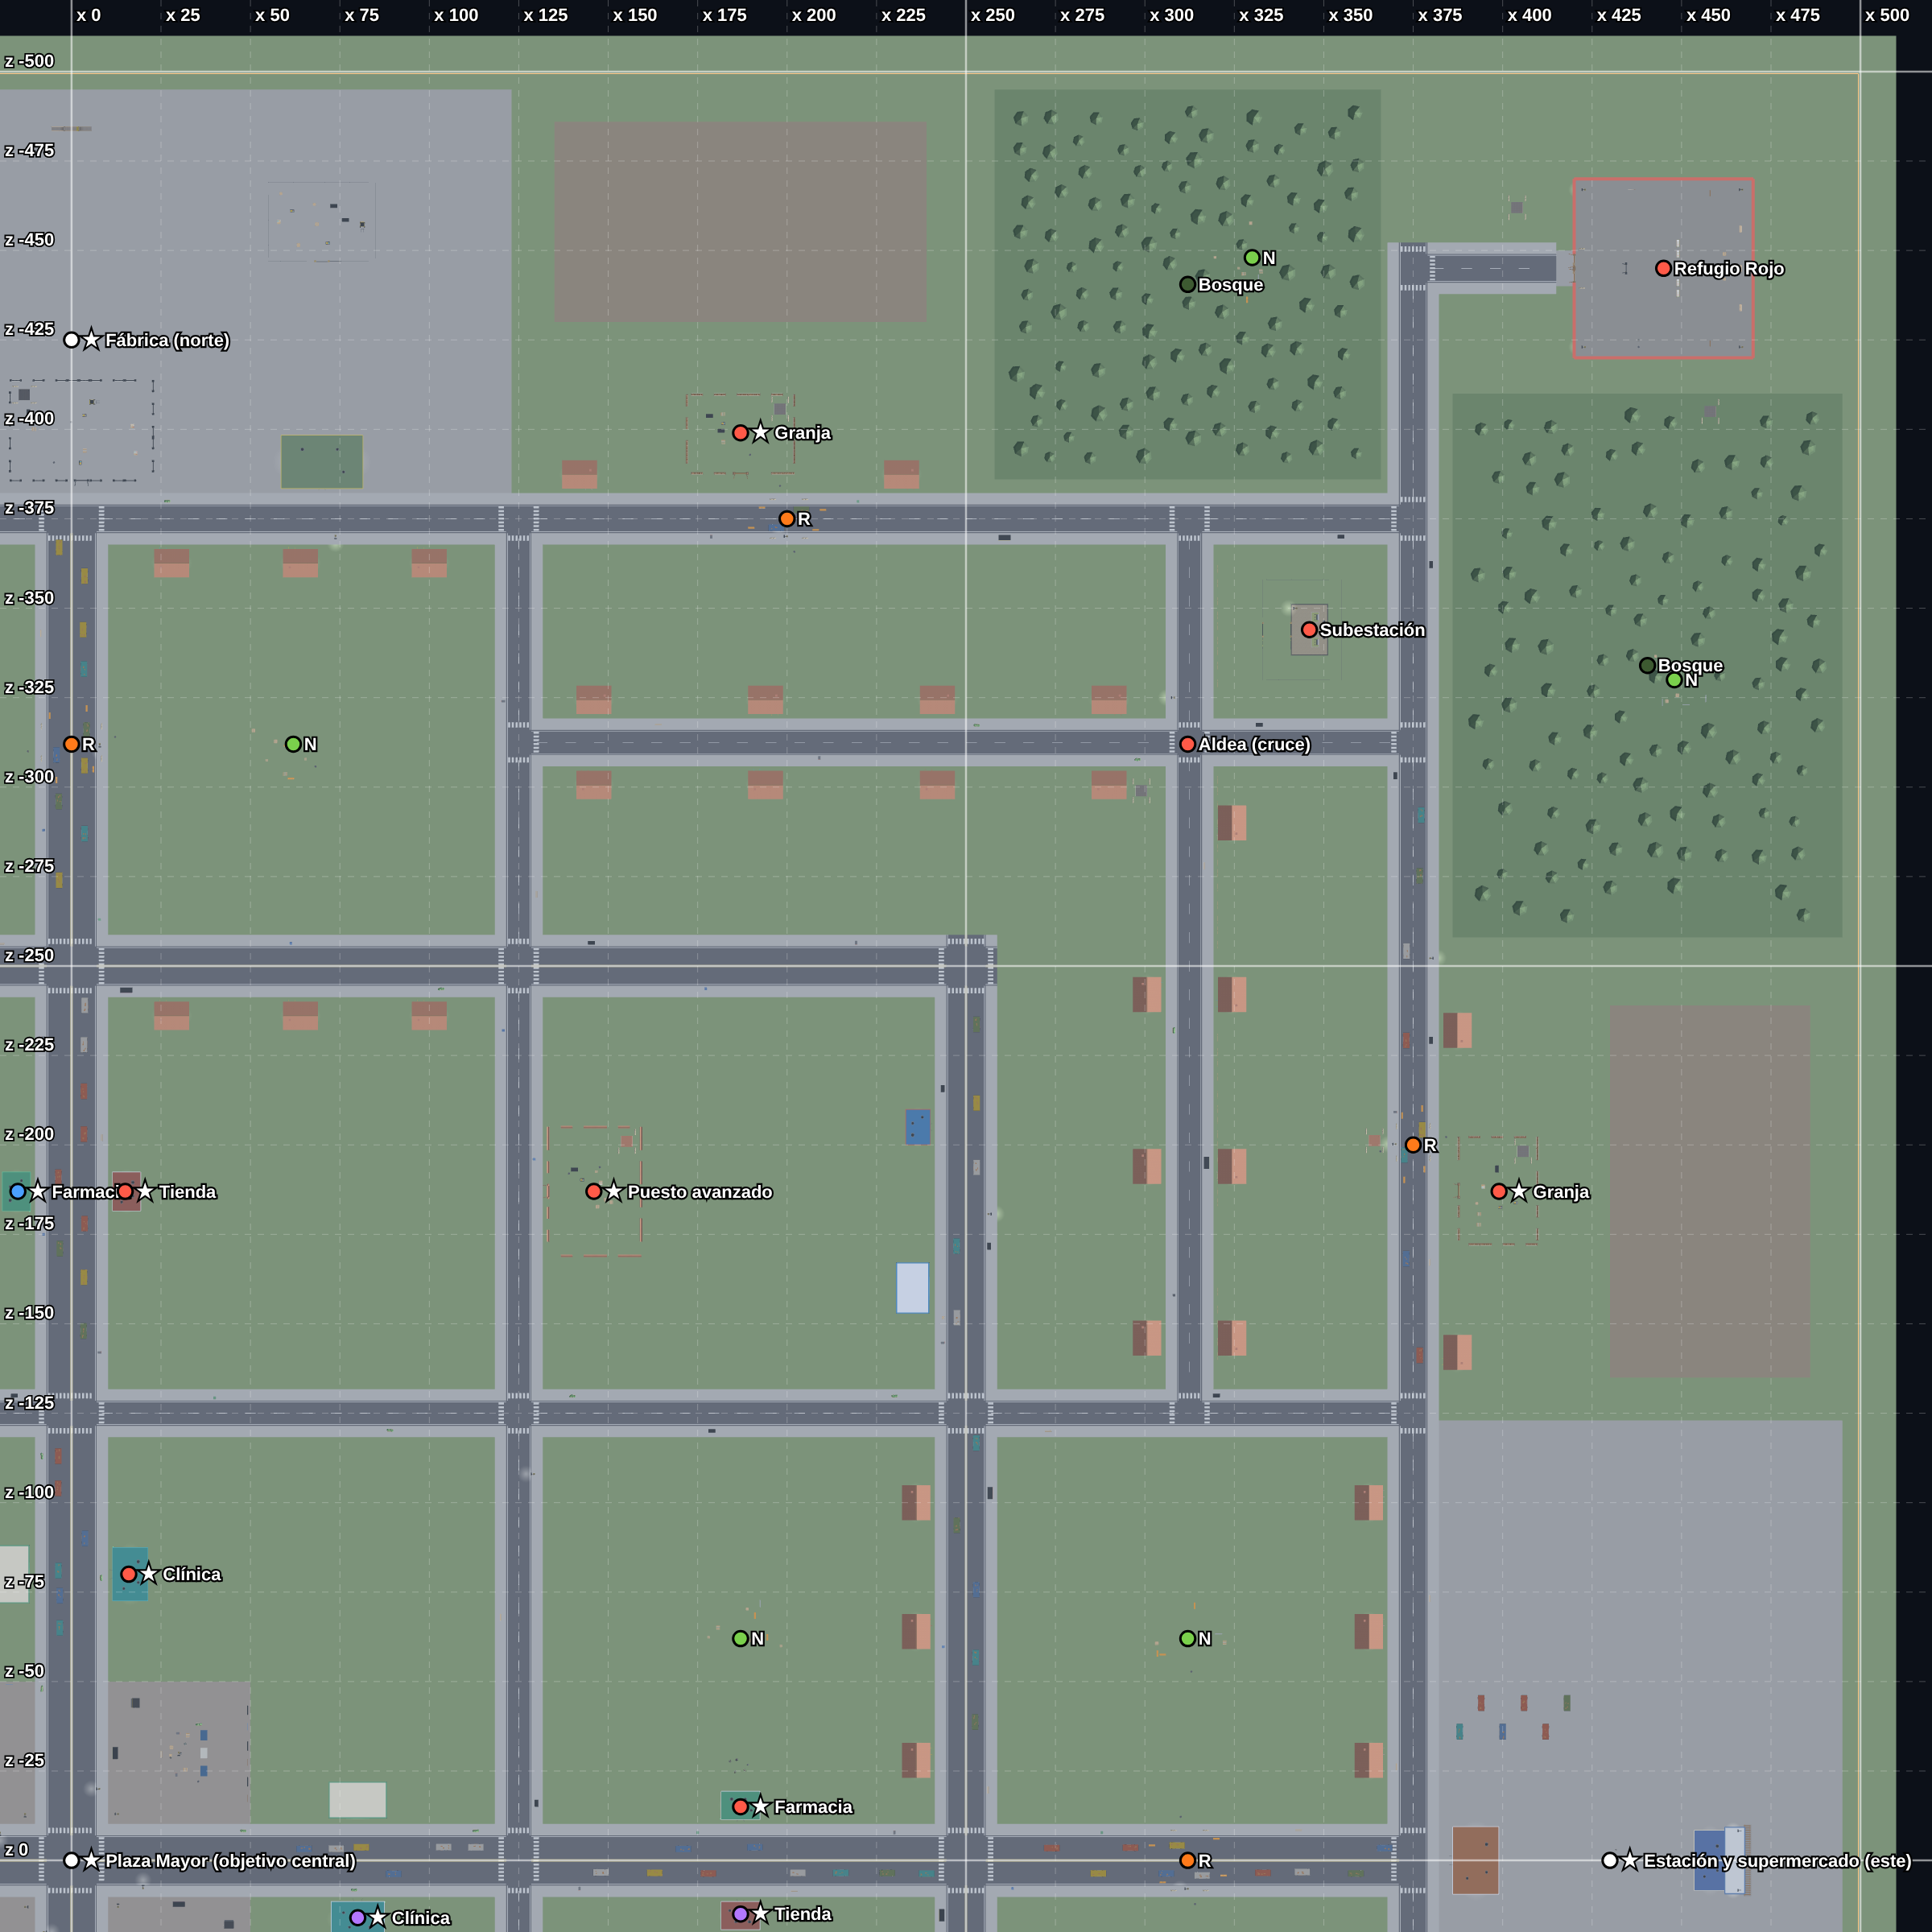 x 0 x 25 x 50 x 75 x 100 x 125 x 150 x 175 x 200 x 225 x 250 x 275 x 300 x 325 x 350 x 375 x 400 x 425 x 450 x 475 x 500
z -500
z -475
z -450
N
Refugio Rojo
Bosque
z -425
Fábrica (norte)
z -400
Granja
z -375
R
z -350
Subestación
Bosque
N
z -325
R
N
Aldea (cruce)
z -300
z -275
z -250
z -225
z -200
R
Farmaci
Tienda
Puesto avanzado
Granja
z -175
z -150
z -125
z -100
Clínica
z -75
N
N
z -50
z -25
Farmacia
z 0
Plaza Mayor (objetivo central)
R
Estación y supermercado (este)
Clínica
Tienda